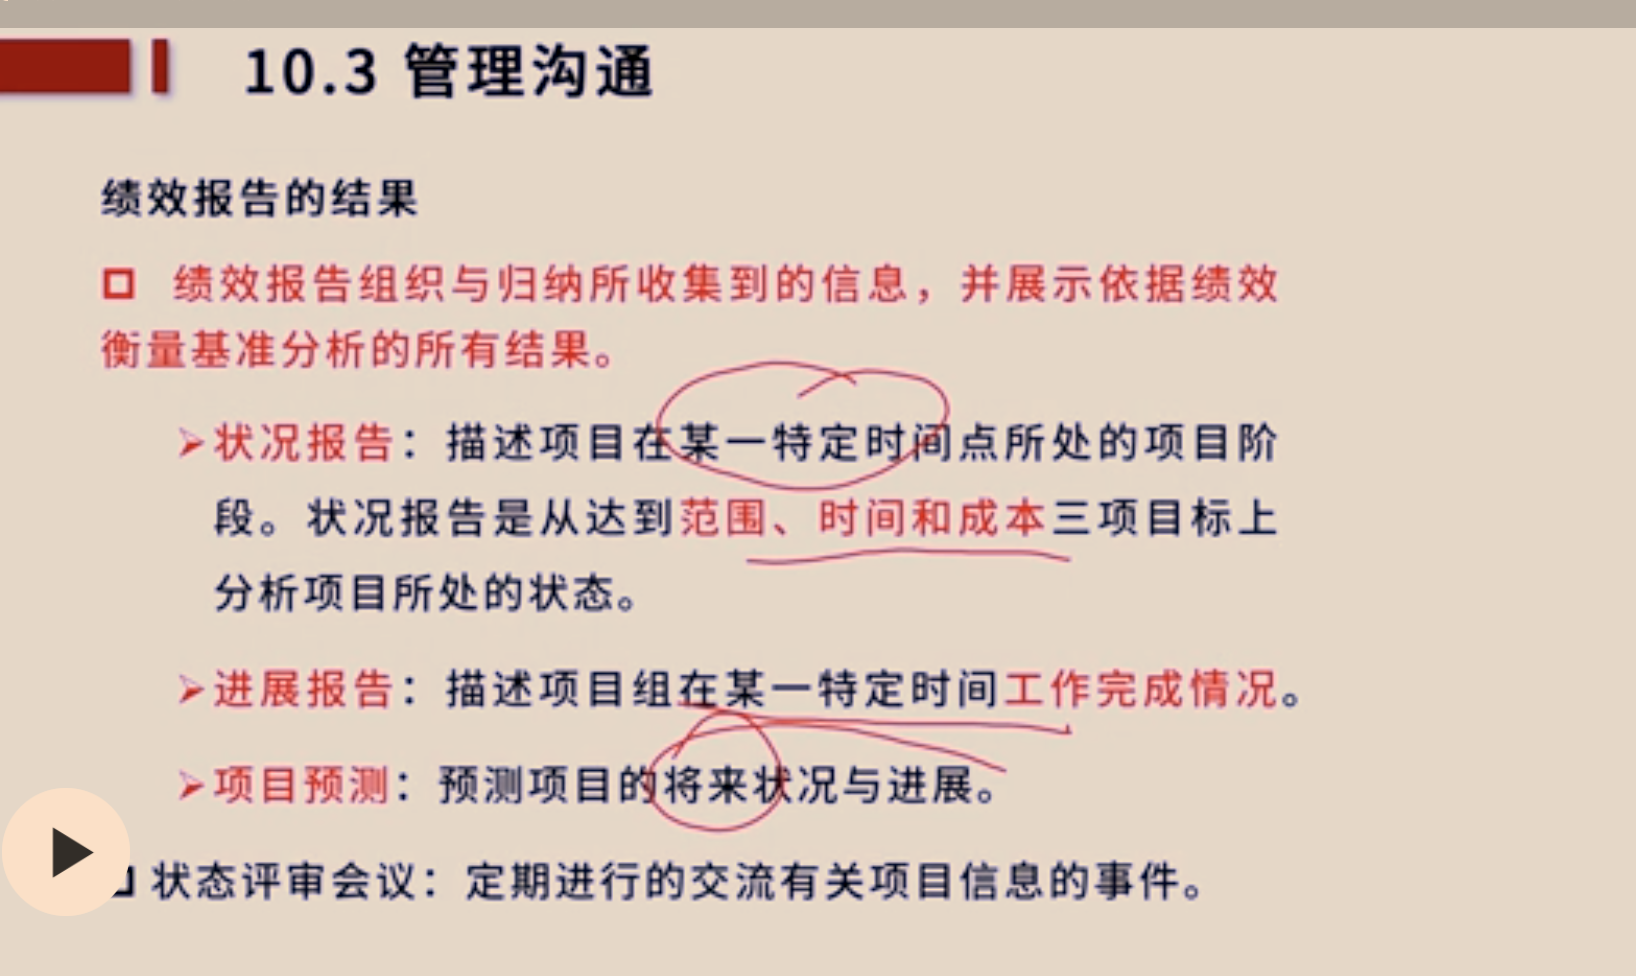 10.3 管理沟通
绩效报告的结果
绩效报告组织与归纳所收集到的信息，并展示依据绩效
衡量基准分析的所有结果。
状况报告：描述项目在某一特定时间点所处的项目阶
段。状况报告是从达到范围、时间和成本三项目标上
分析项目所处的状态。
进展报告：描述项目组在某一特定时间工作完成情况。
项目预测：预测项目的将来状况与进展。
状态评审会议：定期进行的交流有关项目信息的事件。